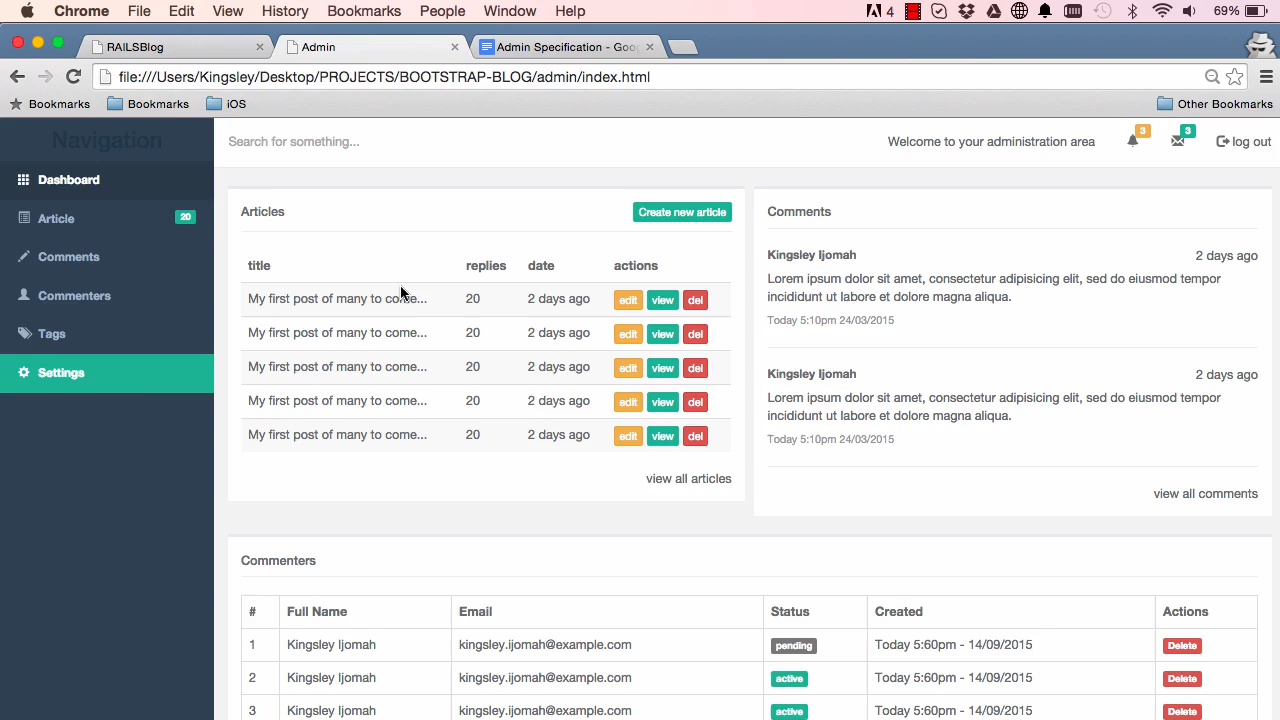 Chrome File Edit View History Bookmarks People Window Help 4 69%
RAILSBlog Admin Admin Specification - Goo
file:///Users/Kingsley/Desktop/PROJECTS/BOOTSTRAP-BLOG/admin/index.html
Bookmarks Bookmarks iOS Other Bookmarks
Navigation
Dashboard
Article 20
Comments
Commenters
Tags
Settings
Search for something... Welcome to your administration area 3 3 log out
Articles Create new article
title replies date actions
My first post of many to come... 20 2 days ago edit view del
My first post of many to come... 20 2 days ago edit view del
My first post of many to come... 20 2 days ago edit view del
My first post of many to come... 20 2 days ago edit view del
My first post of many to come... 20 2 days ago edit view del
view all articles
Comments
Kingsley Ijomah 2 days ago
Lorem ipsum dolor sit amet, consectetur adipisicing elit, sed do eiusmod tempor
incididunt ut labore et dolore magna aliqua.
Today 5:10pm 24/03/2015
Kingsley Ijomah 2 days ago
Lorem ipsum dolor sit amet, consectetur adipisicing elit, sed do eiusmod tempor
incididunt ut labore et dolore magna aliqua.
Today 5:10pm 24/03/2015
view all comments
Commenters
# Full Name Email Status Created Actions
1 Kingsley Ijomah kingsley.ijomah@example.com pending Today 5:60pm - 14/09/2015 Delete
2 Kingsley Ijomah kingsley.ijomah@example.com active Today 5:60pm - 14/09/2015 Delete
3 Kingsley Ijomah kingsley.ijomah@example.com active Today 5:60pm - 14/09/2015 Delete